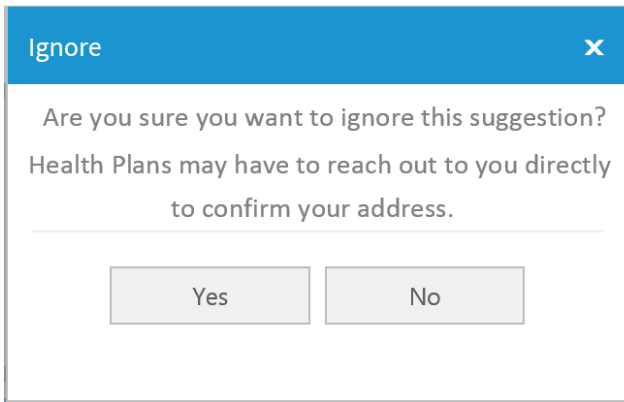 Ignore x
Are you sure you want to ignore this suggestion?
Health Plans may have to reach out to you directly
to confirm your address.
Yes No